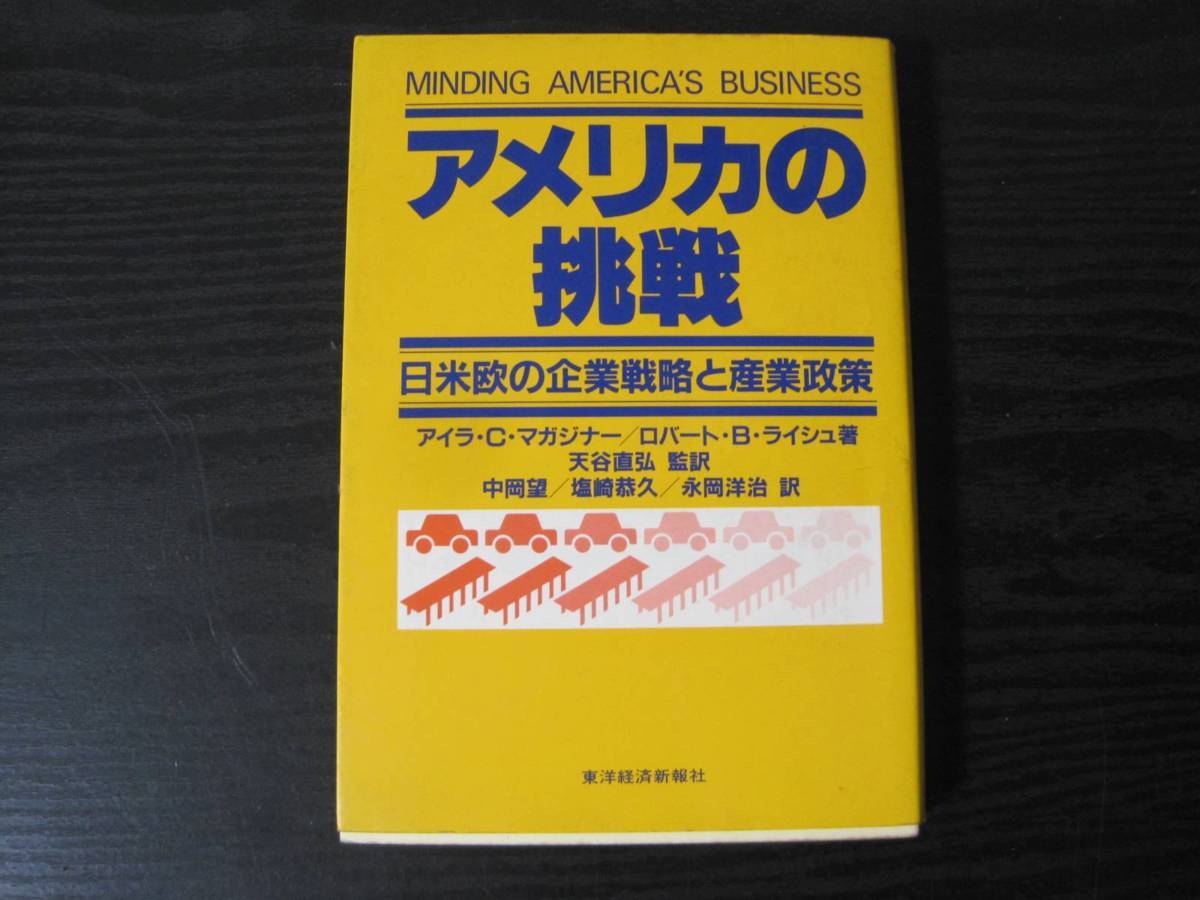 MINDING AMERICA'S BUSINESS
アメリカの
挑戦
日米欧の企業戦略と産業政策
アイラ・C・マガジナー/ロバート・B・ライシュ著
天谷直弘 監訳
中岡望/塩崎恭久/永岡洋治 訳
東洋経済新報社